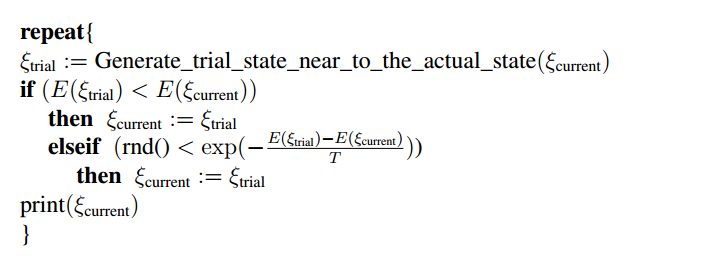 repeat{
ξtrial := Generate_trial_state_near_to_the_actual_state(ξcurrent)
if (E(ξtrial) < E(ξcurrent))
then ξcurrent := ξtrial
elseif (rnd() < exp(−E(ξtrial)−E(ξcurrent)/T))
then ξcurrent := ξtrial
print(ξcurrent)
}